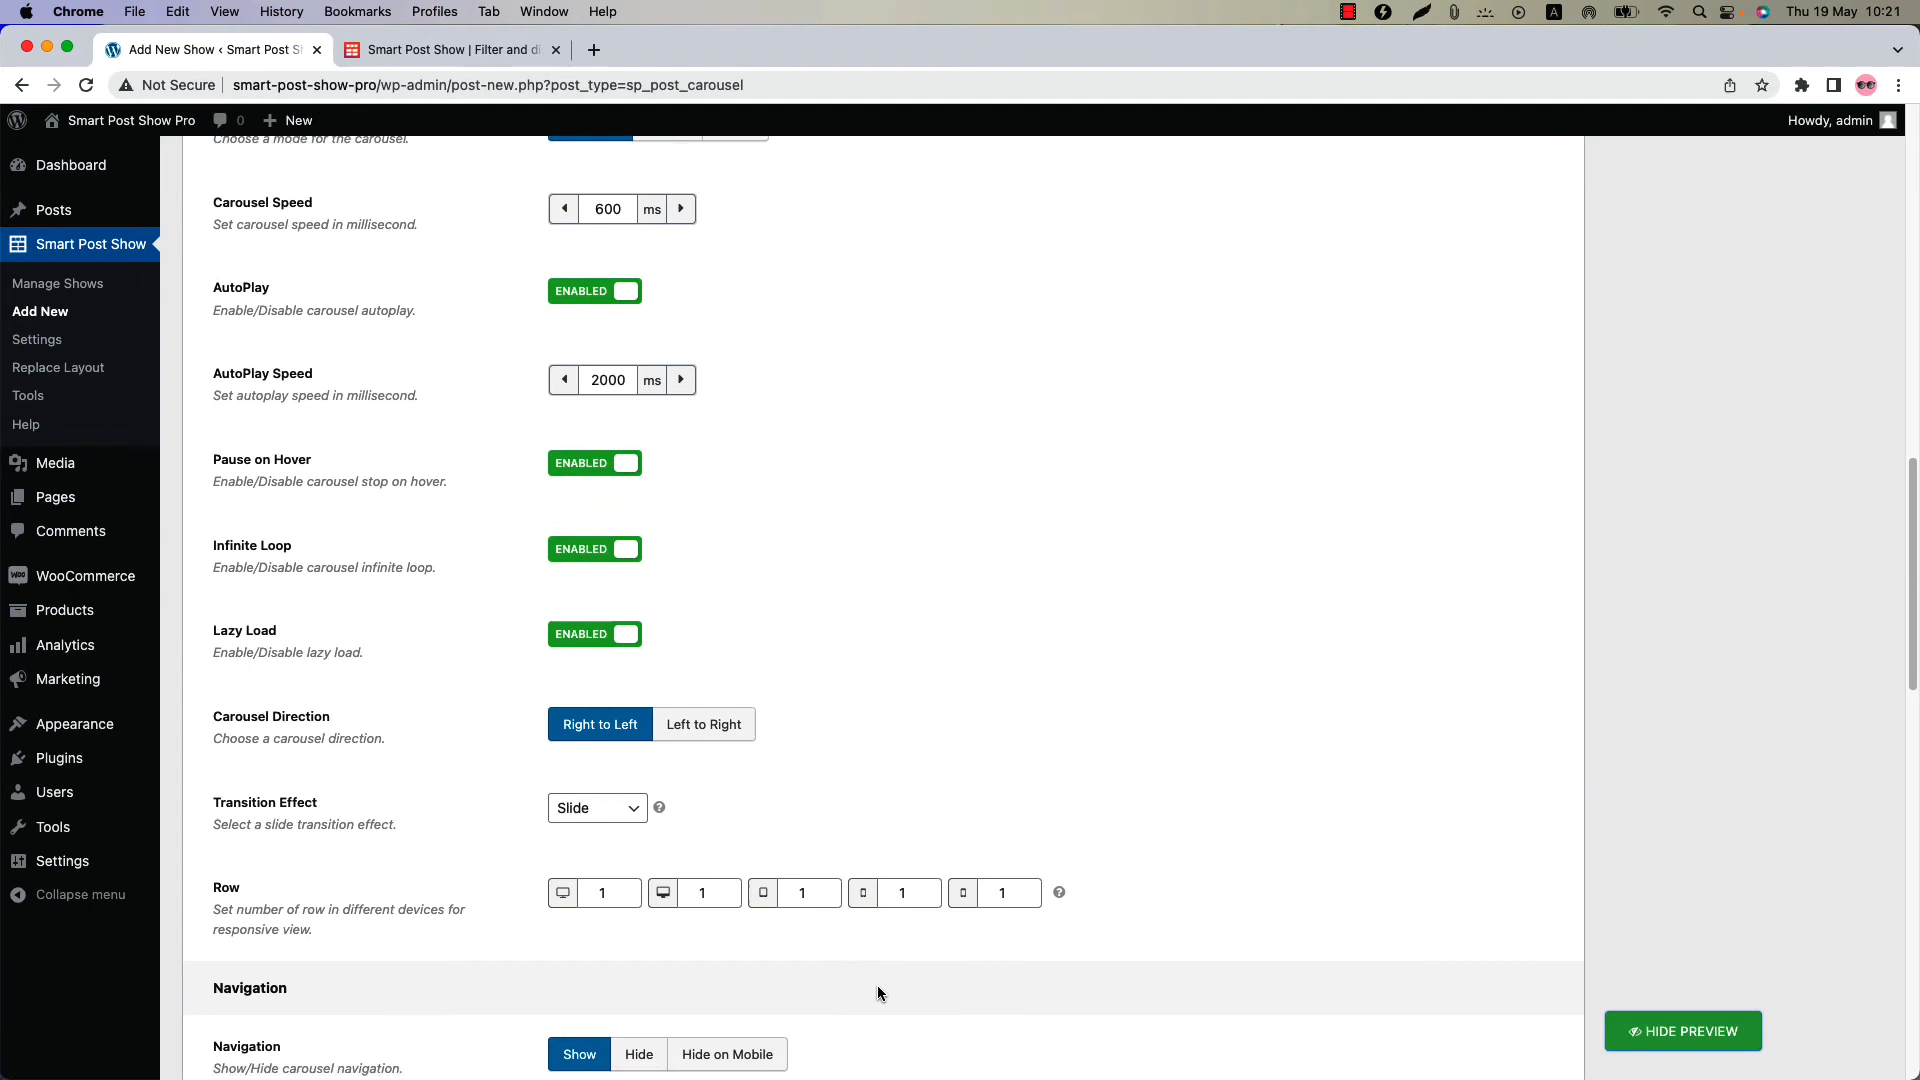 Chrome File Edit View History Bookmarks Profiles Tab Window Help Thu 19 May 10:21
Add New Show ‹ Smart Post S Smart Post Show | Filter and di
Not Secure smart-post-show-pro/wp-admin/post-new.php?post_type=sp_post_carousel
Smart Post Show Pro 0 New Howdy, admin
Dashboard
Posts
Smart Post Show
Manage Shows
Add New
Settings
Replace Layout
Tools
Help
Media
Pages
Comments
WooCommerce
Products
Analytics
Marketing
Appearance
Plugins
Users
Tools
Settings
Collapse menu
Choose a mode for the carousel.
Carousel Speed
Set carousel speed in millisecond.
600 ms
AutoPlay
Enable/Disable carousel autoplay.
ENABLED
AutoPlay Speed
Set autoplay speed in millisecond.
2000 ms
Pause on Hover
Enable/Disable carousel stop on hover.
ENABLED
Infinite Loop
Enable/Disable carousel infinite loop.
ENABLED
Lazy Load
Enable/Disable lazy load.
ENABLED
Carousel Direction
Choose a carousel direction.
Right to Left Left to Right
Transition Effect
Select a slide transition effect.
Slide
Row
Set number of row in different devices for
responsive view.
1 1 1 1 1
Navigation
Navigation
Show/Hide carousel navigation.
Show Hide Hide on Mobile
HIDE PREVIEW